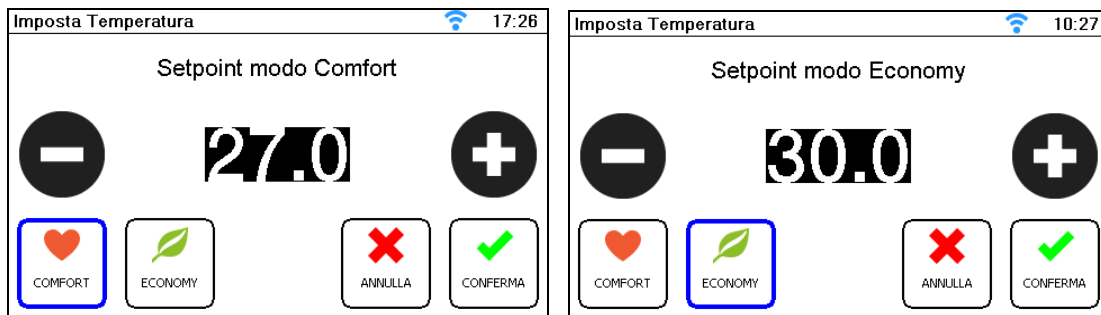 Imposta Temperatura 17:26
Setpoint modo Comfort
27.0
COMFORT ECONOMY ANNULLA CONFERMA
Imposta Temperatura 10:27
Setpoint modo Economy
30.0
COMFORT ECONOMY ANNULLA CONFERMA